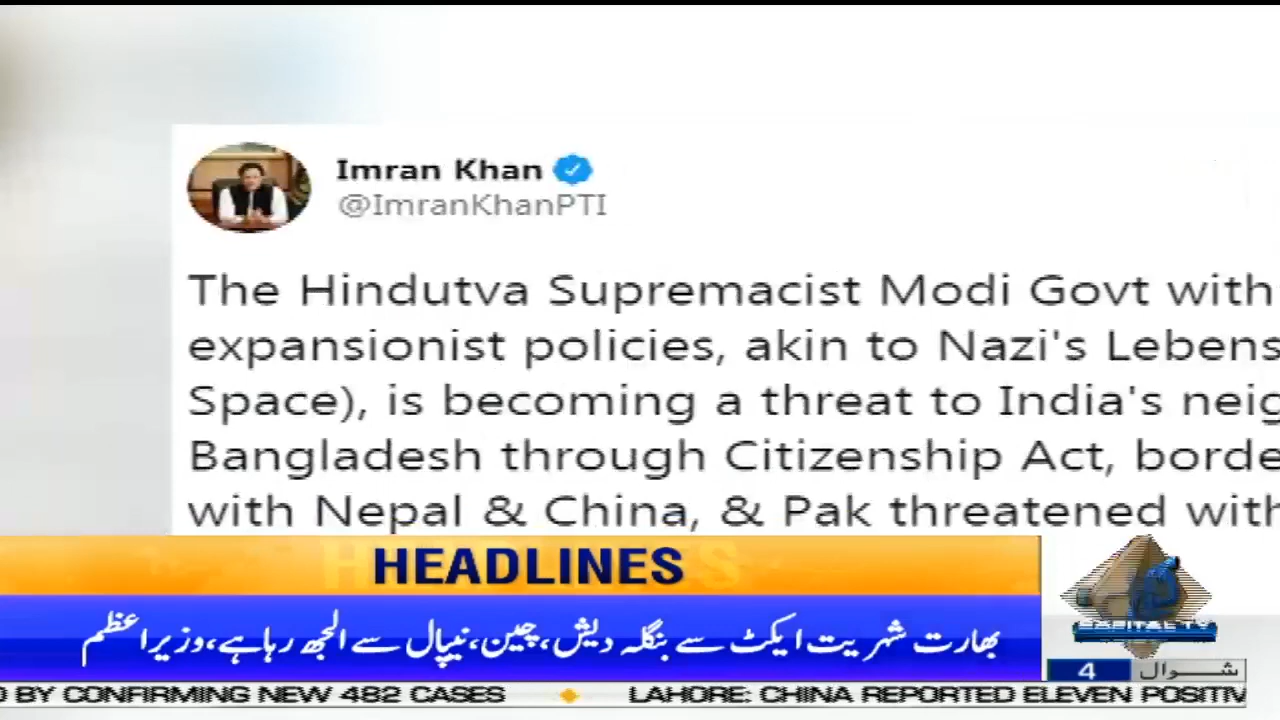 Imran Khan
@ImranKhanPTI
The Hindutva Supremacist Modi Govt with
expansionist policies, akin to Nazi's Lebens
Space), is becoming a threat to India's neig
Bangladesh through Citizenship Act, borde
with Nepal & China, & Pak threatened with
HEADLINES
بھارت شہریت ایکٹ سے بنگلہ دیش، چین، نیپال سے الجھ رہا ہے، وزیراعظم
CAPITAL TV
4 شوال
D BY CONFIRMING NEW 482 CASES LAHORE: CHINA REPORTED ELEVEN POSITIV